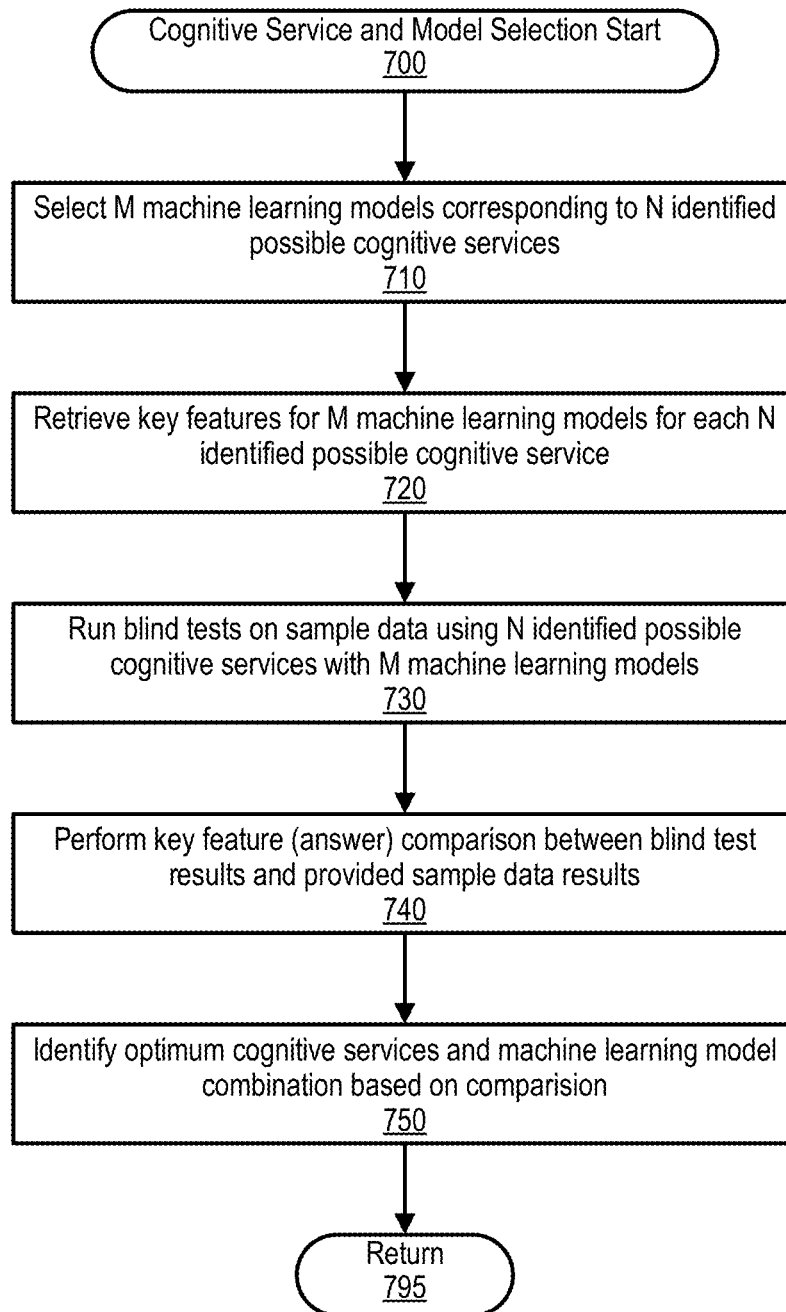 Cognitive Service and Model Selection Start
700
Select M machine learning models corresponding to N identified
possible cognitive services
710
Retrieve key features for M machine learning models for each N
identified possible cognitive service
720
Run blind tests on sample data using N identified possible
cognitive services with M machine learning models
730
Perform key feature (answer) comparison between blind test
results and provided sample data results
740
Identify optimum cognitive services and machine learning model
combination based on comparision
750
Return
795